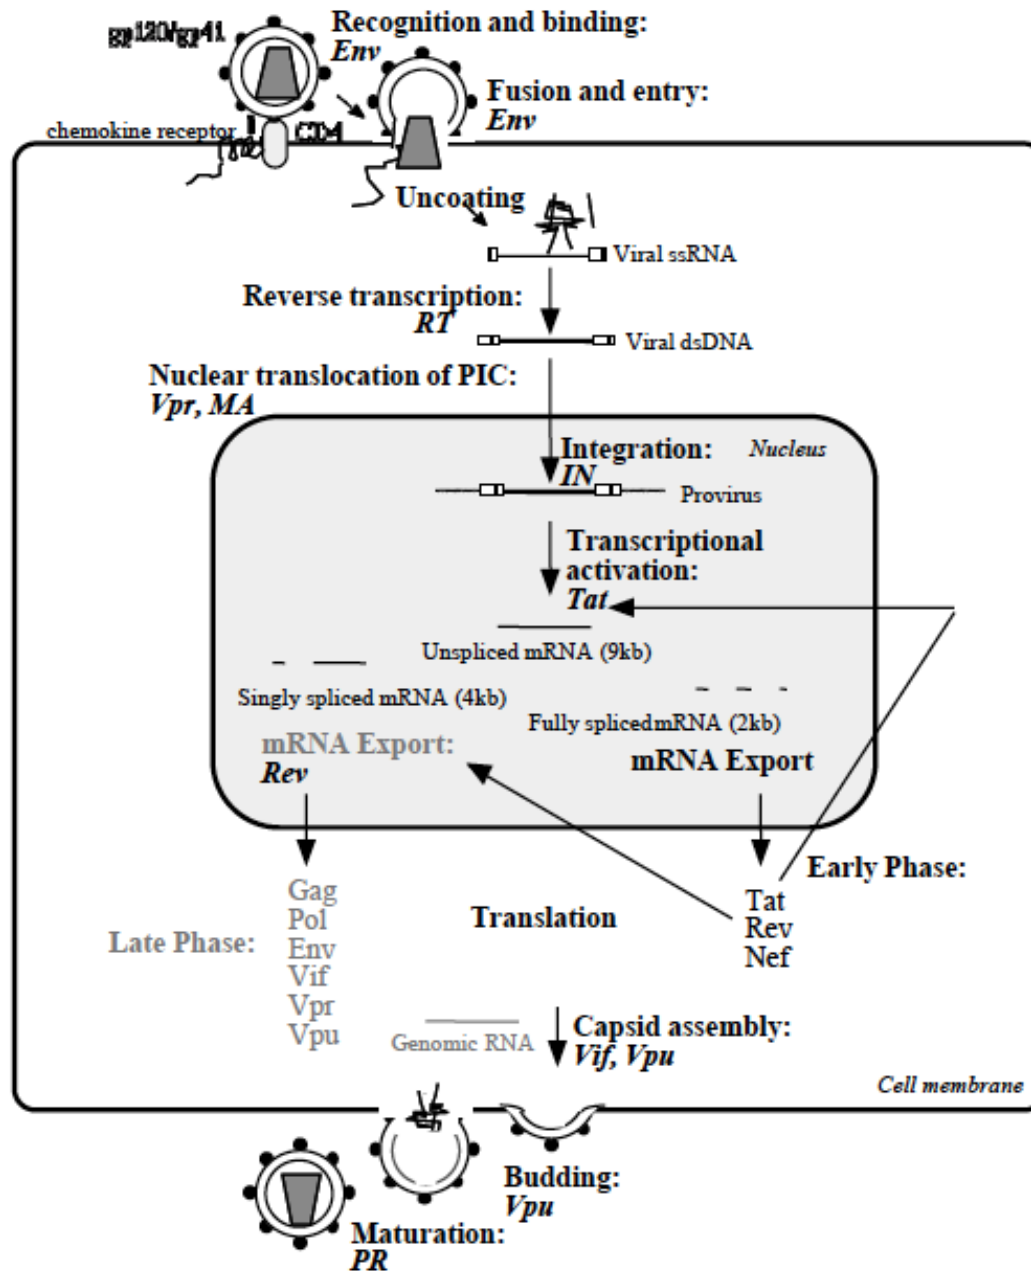 gp120/gp41
Recognition and binding:
Env
Fusion and entry:
Env
chemokine receptor
CD4
Uncoating
Viral ssRNA
Reverse transcription:
RT
Viral dsDNA
Nuclear translocation of PIC:
Vpr, MA
Integration:
IN
Nucleus
Provirus
Transcriptional
activation:
Tat
Unspliced mRNA (9kb)
Singly spliced mRNA (4kb)
Fully splicedmRNA (2kb)
mRNA Export:
Rev
mRNA Export
Early Phase:
Tat
Rev
Nef
Translation
Late Phase:
Gag
Pol
Env
Vif
Vpr
Vpu
Genomic RNA
Capsid assembly:
Vif, Vpu
Cell membrane
Budding:
Vpu
Maturation:
PR